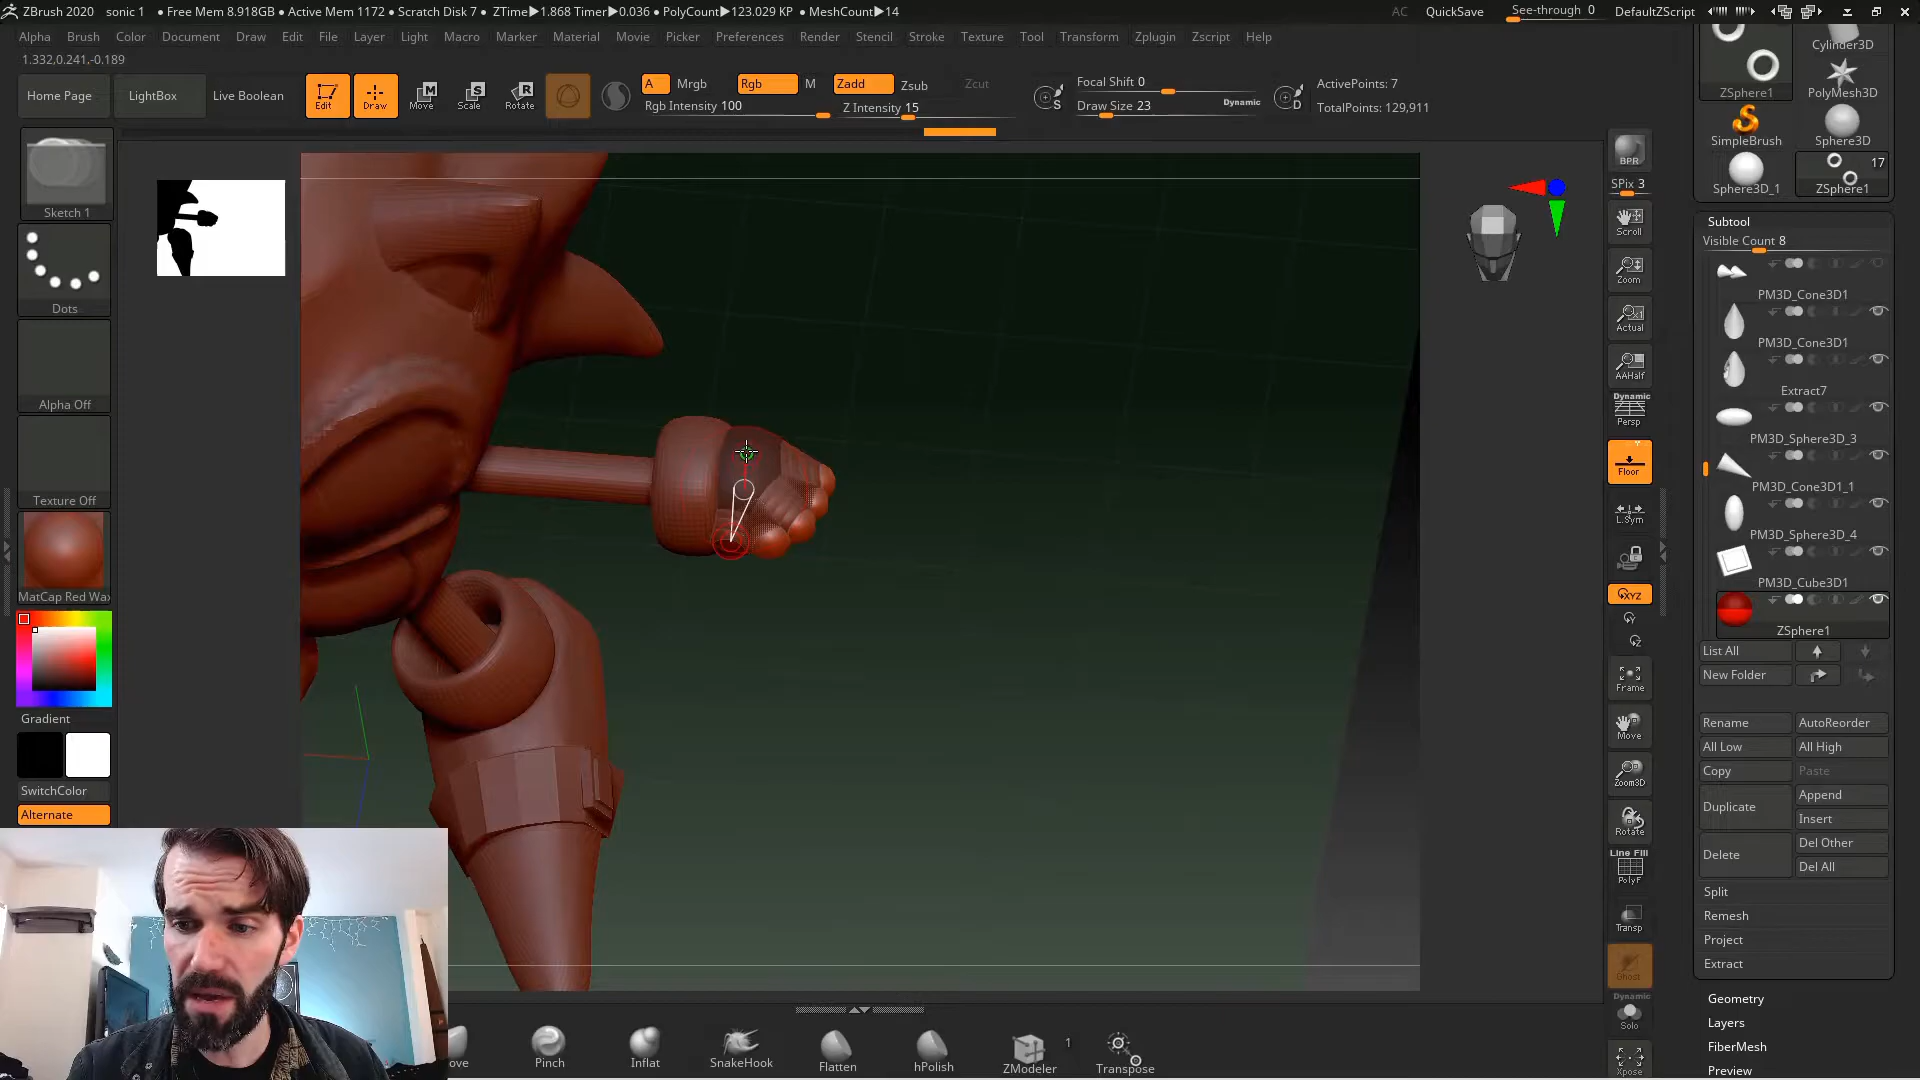 ZBrush 2020 sonic 1 • Free Mem 8.918GB • Active Mem 1172 • Scratch Disk 7 • ZTime▶1.868 Timer▶0.036 • PolyCount▶123.029 KP • MeshCount▶14 AC QuickSave See-through 0 DefaultZScript
Alpha Brush Color Document Draw Edit File Layer Light Macro Marker Material Movie Picker Preferences Render Stencil Stroke Texture Tool Transform Zplugin Zscript Help
1.332,0.241,-0.189
Home Page LightBox Live Boolean Edit Draw Move Scale Rotate
A Mrgb Rgb M Zadd Zsub Zcut
Rgb Intensity 100 Z Intensity 15
S Focal Shift 0
Draw Size 23 Dynamic D
ActivePoints: 7
TotalPoints: 129,911
Sketch 1
Dots
Alpha Off
Texture Off
MatCap Red Wax
Gradient
SwitchColor
Alternate
BPR
SPix 3
Scroll
Zoom
Actual
AAHalf
Dynamic
Persp
Floor
L.Sym
XYZ
Frame
Move
Zoom3D
Rotate
Line Fill
PolyF
Transp
Ghost
Dynamic
Solo
Xpose
Cylinder3D
ZSphere1
PolyMesh3D
SimpleBrush
Sphere3D
17
Sphere3D_1
ZSphere1
Subtool
Visible Count 8
PM3D_Cone3D1
PM3D_Cone3D1
Extract7
PM3D_Sphere3D_3
PM3D_Cone3D1_1
PM3D_Sphere3D_4
PM3D_Cube3D1
ZSphere1
List All
New Folder
Rename AutoReorder
All Low All High
Copy Paste
Duplicate Append
Insert
Delete Del Other
Del All
Split
Remesh
Project
Extract
Geometry
Layers
FiberMesh
Preview
ove Pinch Inflat SnakeHook Flatten hPolish ZModeler 1 Transpose